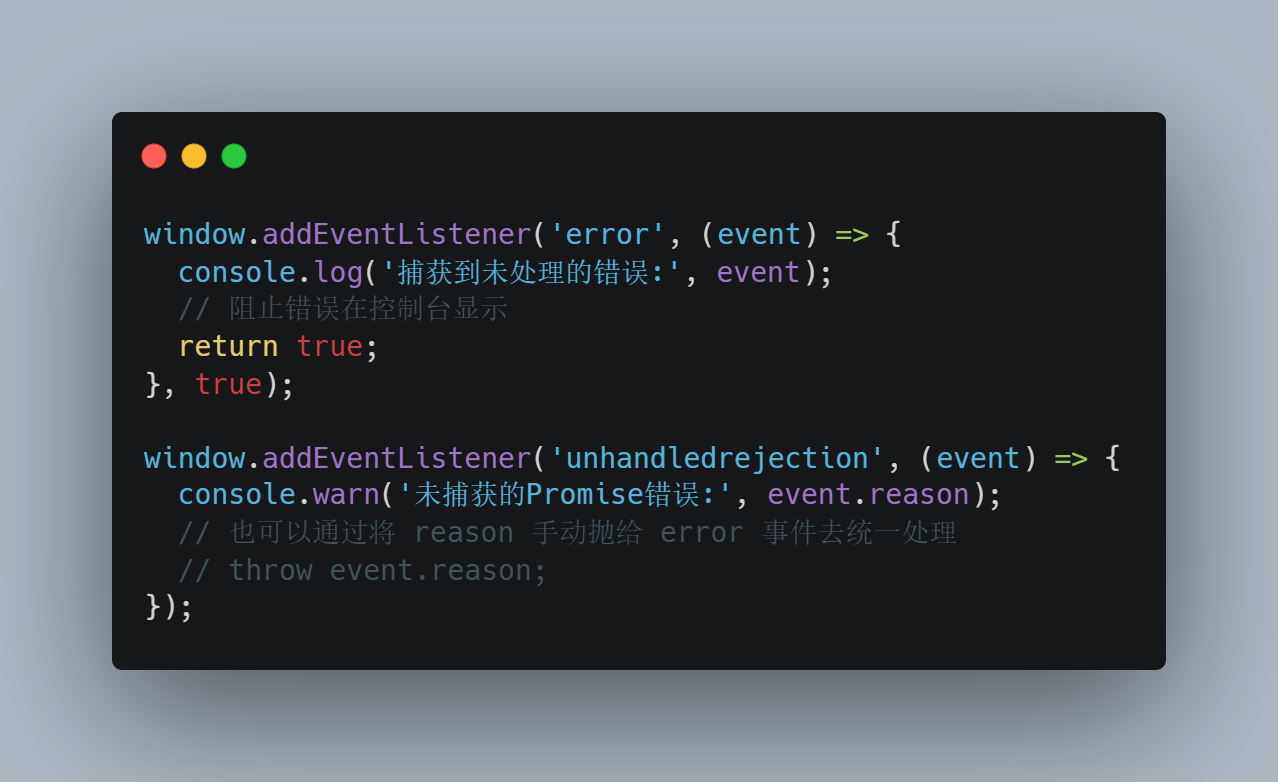 window.addEventListener('error', (event) => {
  console.log('捕获到未处理的错误:', event);
  // 阻止错误在控制台显示
  return true;
}, true);

window.addEventListener('unhandledrejection', (event) => {
  console.warn('未捕获的Promise错误:', event.reason);
  // 也可以通过将 reason 手动抛给 error 事件去统一处理
  // throw event.reason;
});